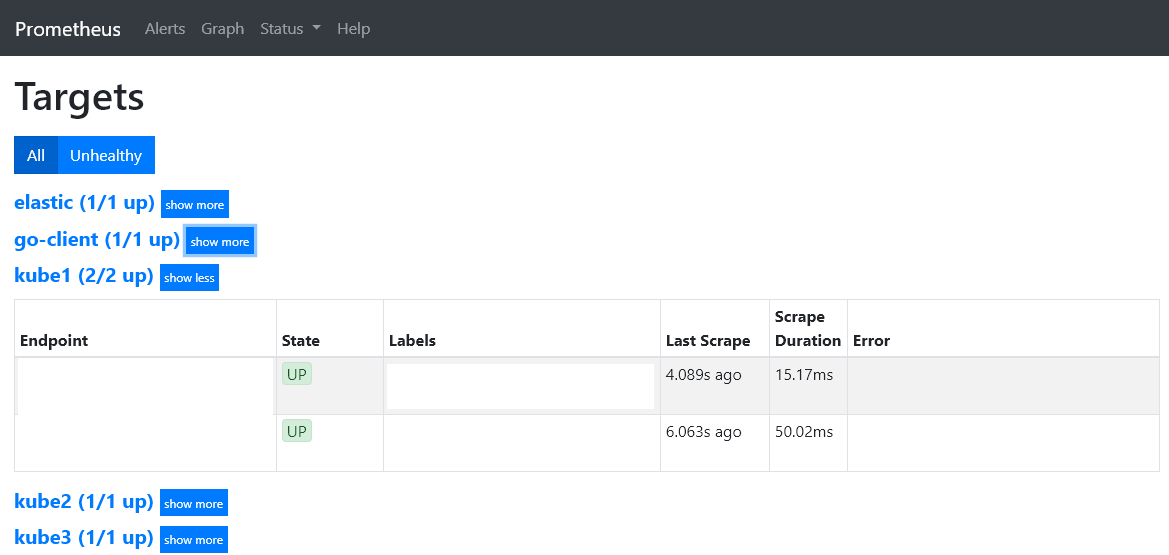 Prometheus Alerts Graph Status Help
Targets
All Unhealthy
elastic (1/1 up) show more
go-client (1/1 up) show more
kube1 (2/2 up) show less
Endpoint State Labels Last Scrape Scrape Duration Error
UP 4.089s ago 15.17ms
UP 6.063s ago 50.02ms
kube2 (1/1 up) show more
kube3 (1/1 up) show more